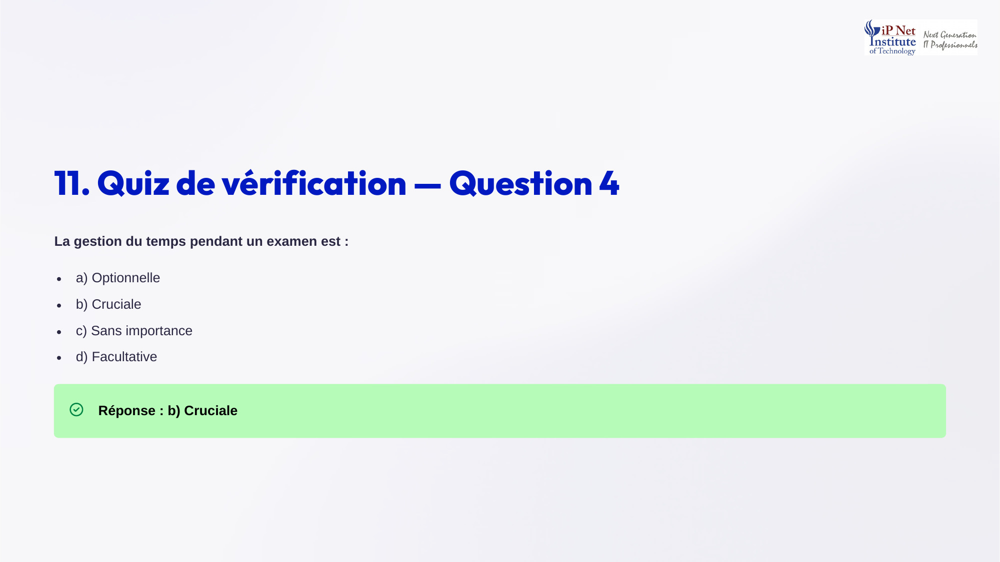 iP Net
Institute
of Technology
Next Generation
IT Professionnels
11. Quiz de vérification — Question 4
La gestion du temps pendant un examen est :
• a) Optionnelle
• b) Cruciale
• c) Sans importance
• d) Facultative
Réponse : b) Cruciale